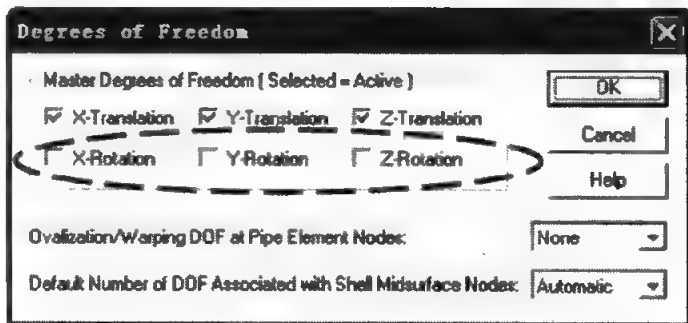 Degrees of Freedom
Master Degrees of Freedom ( Selected = Active )
X-Translation Y-Translation Z-Translation
X-Rotation Y-Rotation Z-Rotation
OK
Cancel
Help
Ovalization/Warping DOF at Pipe Element Nodes: None
Default Number of DOF Associated with Shell Midsurface Nodes: Automatic